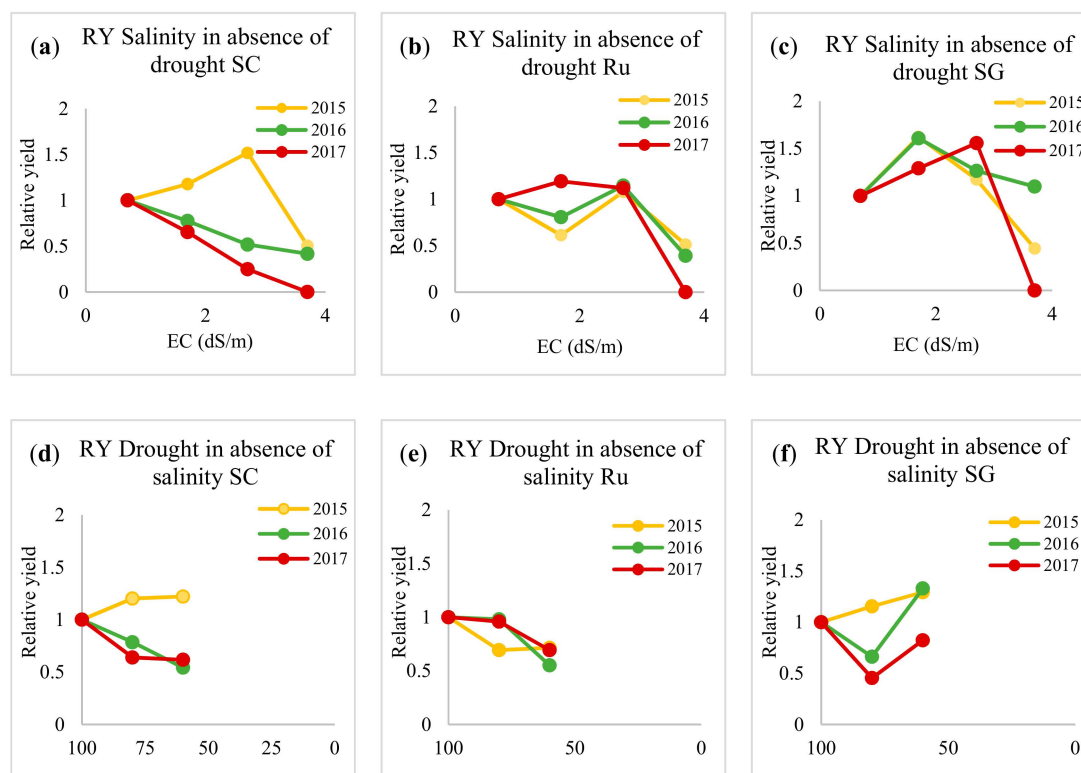 (a) RY Salinity in absence of
drought SC
2015
2016
2017
2
1.5
1
0.5
0
Relative yield
0 2 4
EC (dS/m)
(b) RY Salinity in absence of
drought Ru
2015
2016
2017
2
1.5
1
0.5
0
Relative yield
0 2 4
EC (dS/m)
(c) RY Salinity in absence of
drought SG
2015
2016
2017
2
1.5
1
0.5
0
Relative yield
0 2 4
EC (dS/m)
(d) RY Drought in absence of
salinity SC
2015
2016
2017
2
1.5
1
0.5
0
Relative yield
100 75 50 25 0
(e) RY Drought in absence of
salinity Ru
2015
2016
2017
2
1.5
1
0.5
0
Relative yield
100 50 0
(f) RY Drought in absence of
salinity SG
2015
2016
2017
2
1.5
1
0.5
0
Relative yield
100 50 0